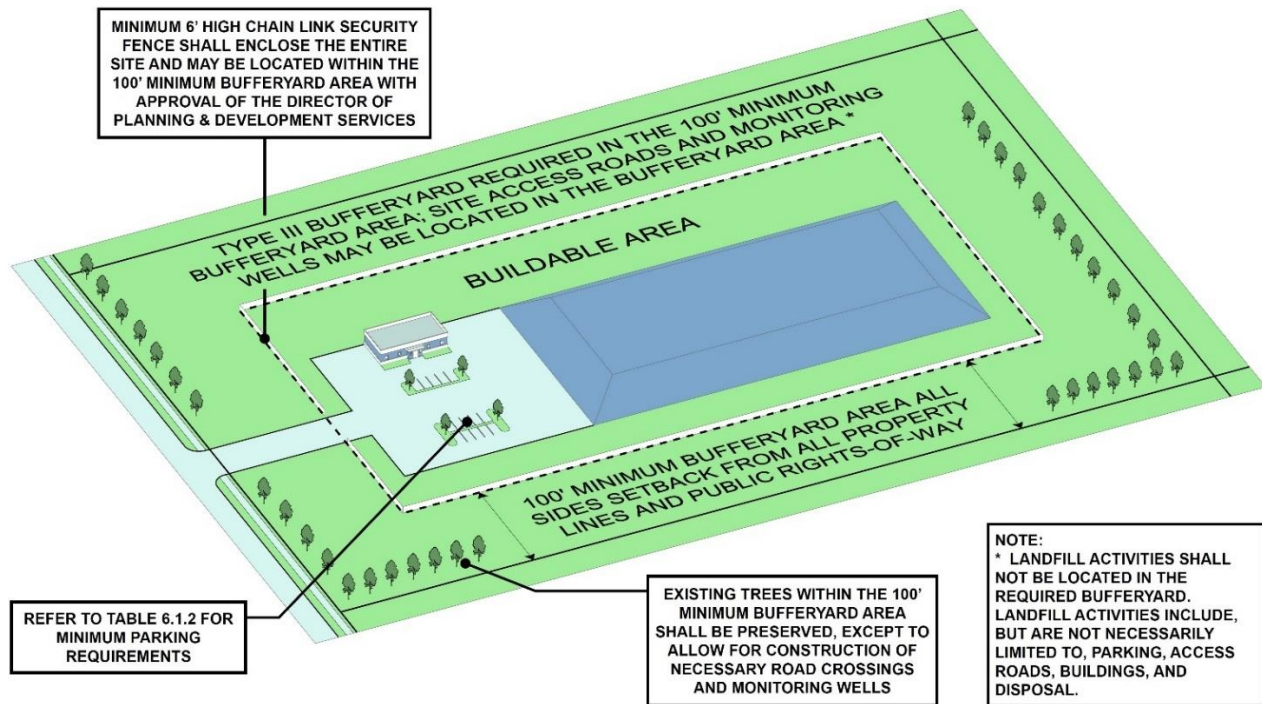 MINIMUM 6' HIGH CHAIN LINK SECURITY
FENCE SHALL ENCLOSE THE ENTIRE
SITE AND MAY BE LOCATED WITHIN THE
100' MINIMUM BUFFERYARD AREA WITH
APPROVAL OF THE DIRECTOR OF
PLANNING & DEVELOPMENT SERVICES
TYPE III BUFFERYARD REQUIRED IN THE 100' MINIMUM
BUFFERYARD AREA; SITE ACCESS ROADS AND MONITORING
WELLS MAY BE LOCATED IN THE BUFFERYARD AREA *
BUILDABLE AREA
100' MINIMUM BUFFERYARD AREA ALL
SIDES SETBACK FROM ALL PROPERTY
LINES AND PUBLIC RIGHTS-OF-WAY
REFER TO TABLE 6.1.2 FOR
MINIMUM PARKING
REQUIREMENTS
EXISTING TREES WITHIN THE 100'
MINIMUM BUFFERYARD AREA
SHALL BE PRESERVED, EXCEPT TO
ALLOW FOR CONSTRUCTION OF
NECESSARY ROAD CROSSINGS
AND MONITORING WELLS
NOTE:
* LANDFILL ACTIVITIES SHALL
NOT BE LOCATED IN THE
REQUIRED BUFFERYARD.
LANDFILL ACTIVITIES INCLUDE,
BUT ARE NOT NECESSARILY
LIMITED TO, PARKING, ACCESS
ROADS, BUILDINGS, AND
DISPOSAL.